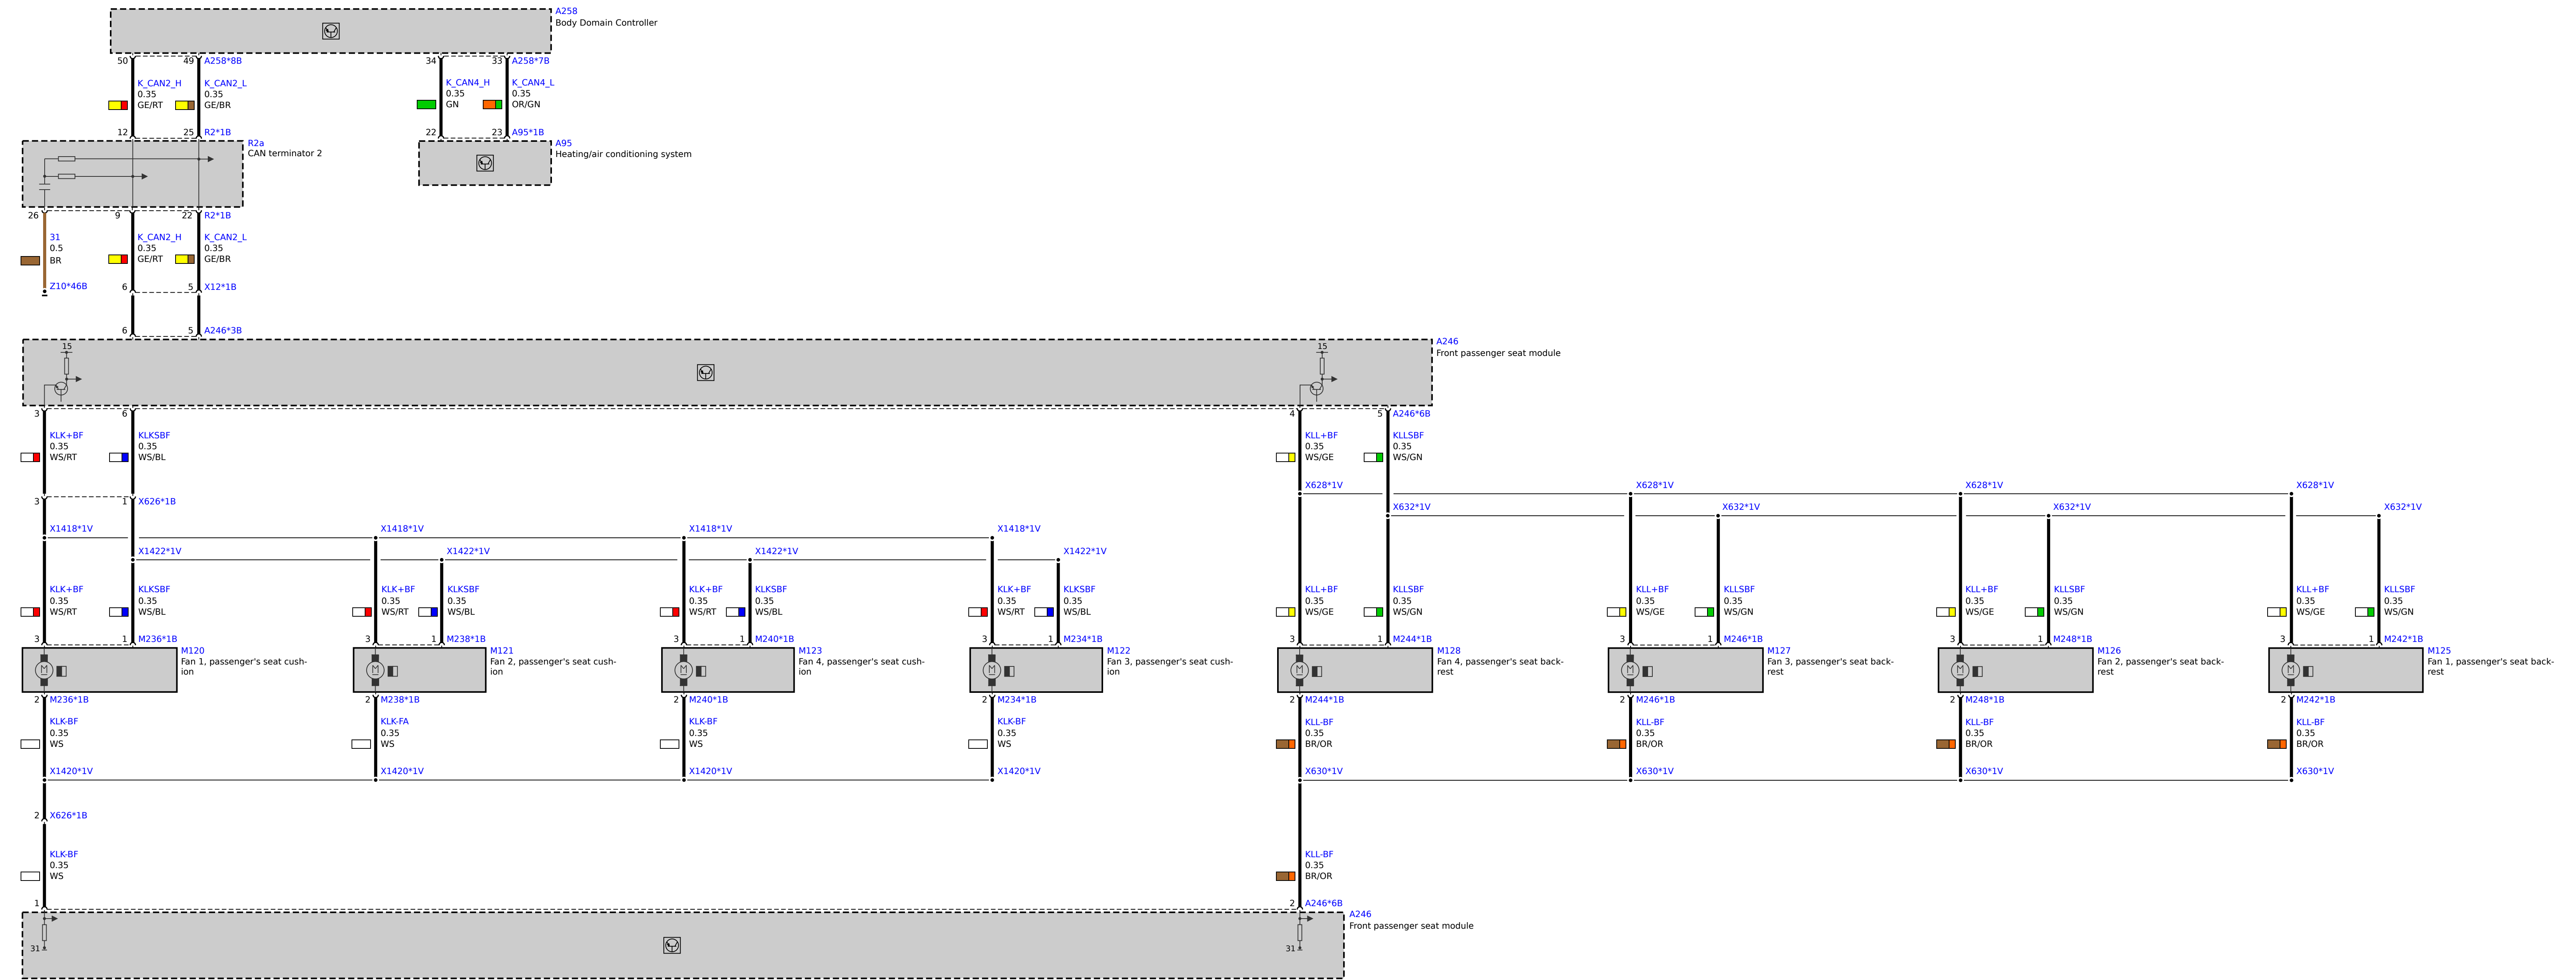 A258
Body Domain Controller
50 49 A258*8B 34 33 A258*7B
K_CAN2_H K_CAN2_L K_CAN4_H K_CAN4_L
0.35 0.35 0.35 0.35
GE/RT GE/BR GN OR/GN
12 25 R2*1B 22 23 A95*1B
R2a A95
CAN terminator 2 Heating/air conditioning system
26 9 22 R2*1B
31 K_CAN2_H K_CAN2_L
0.5 0.35 0.35
BR GE/RT GE/BR
Z10*46B 6 5 X12*1B
6 5 A246*3B
A246
15 15
Front passenger seat module
3 6 4 5 A246*6B
KLK+BF KLKSBF KLL+BF KLLSBF
0.35 0.35 0.35 0.35
WS/RT WS/BL WS/GE WS/GN
X628*1V X628*1V X628*1V X628*1V
3 1 X626*1B
X632*1V X632*1V X632*1V X632*1V
X1418*1V X1418*1V X1418*1V X1418*1V
X1422*1V X1422*1V X1422*1V X1422*1V
KLK+BF KLKSBF KLK+BF KLKSBF KLK+BF KLKSBF KLK+BF KLKSBF KLL+BF KLLSBF KLL+BF KLLSBF KLL+BF KLLSBF KLL+BF KLLSBF
0.35 0.35 0.35 0.35 0.35 0.35 0.35 0.35 0.35 0.35 0.35 0.35 0.35 0.35 0.35 0.35
WS/RT WS/BL WS/RT WS/BL WS/RT WS/BL WS/RT WS/BL WS/GE WS/GN WS/GE WS/GN WS/GE WS/GN WS/GE WS/GN
3 1 M236*1B 3 1 M238*1B 3 1 M240*1B 3 1 M234*1B 3 1 M244*1B 3 1 M246*1B 3 1 M248*1B 3 1 M242*1B
M120 M121 M123 M122 M128 M127 M126 M125
Fan 1, passenger's seat cush- Fan 2, passenger's seat cush- Fan 4, passenger's seat cush- Fan 3, passenger's seat cush- Fan 4, passenger's seat back- Fan 3, passenger's seat back- Fan 2, passenger's seat back- Fan 1, passenger's seat back-
M M M M M M M M
ion ion ion ion rest rest rest rest
2 M236*1B 2 M238*1B 2 M240*1B 2 M234*1B 2 M244*1B 2 M246*1B 2 M248*1B 2 M242*1B
KLK-BF KLK-FA KLK-BF KLK-BF KLL-BF KLL-BF KLL-BF KLL-BF
0.35 0.35 0.35 0.35 0.35 0.35 0.35 0.35
WS WS WS WS BR/OR BR/OR BR/OR BR/OR
X1420*1V X1420*1V X1420*1V X1420*1V X630*1V X630*1V X630*1V X630*1V
2 X626*1B
KLK-BF KLL-BF
0.35 0.35
WS BR/OR
1 2 A246*6B
A246
Front passenger seat module
31 31